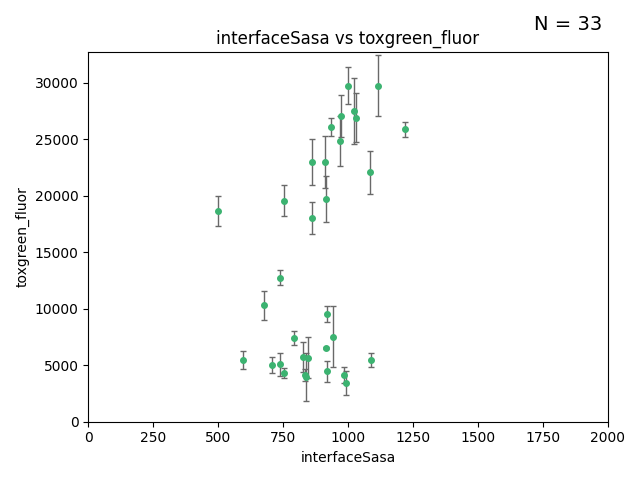 N = 33
interfaceSasa vs toxgreen_fluor
toxgreen_fluor
30000
25000
20000
15000
10000
5000
0
0 250 500 750 1000 1250 1500 1750 2000
interfaceSasa